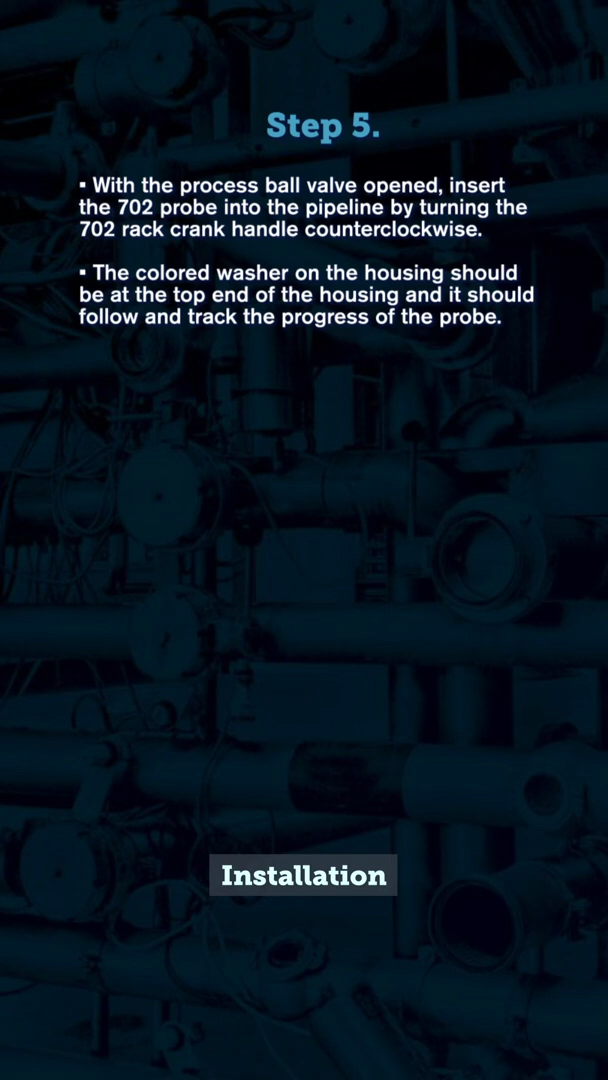 Step 5.
▪ With the process ball valve opened, insert
the 702 probe into the pipeline by turning the
702 rack crank handle counterclockwise.
▪ The colored washer on the housing should
be at the top end of the housing and it should
follow and track the progress of the probe.
Installation